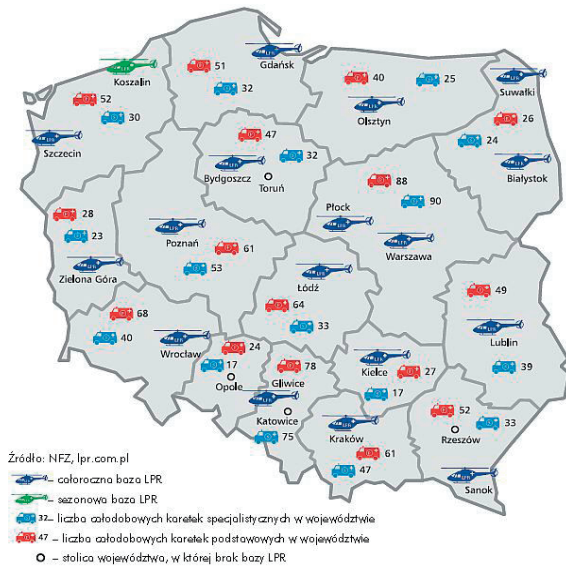 Koszalin
Gdańsk
51
32
40
25
Suwałki
52
30
Olsztyn
26
24
Szczecin
47
32
Bydgoszcz
Toruń
Białystok
88
90
28
23
Płock
Poznań
61
53
Warszawa
Zielona Góra
Łódź
64
33
49
68
40
Wrocław
Lublin
39
24
17
Opole
78
Gliwice
Kielce
27
17
Katowice
75
Kraków
61
47
52
33
Rzeszów
Sanok
Źródło: NFZ, lpr.com.pl
– całoroczna baza LPR
– sezonowa baza LPR
32 – liczba całodobowych karetek specjalistycznych w województwie
47 – liczba całodobowych karetek podstawowych w województwie
– stolica województwa, w której brak bazy LPR